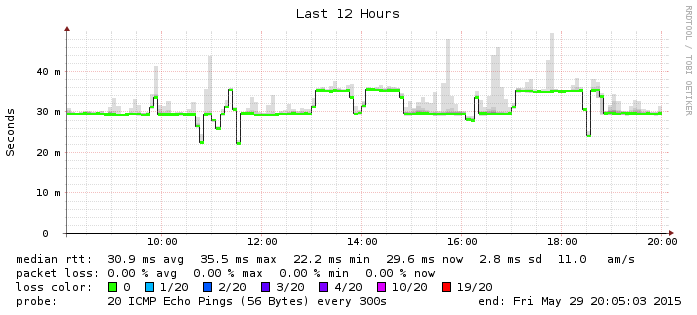 Last 12 Hours
RRDTOOL / TOBI OETIKER
Seconds
40 m
30 m
20 m
10 m
0
10:00 12:00 14:00 16:00 18:00 20:00
median rtt: 30.9 ms avg 35.5 ms max 22.2 ms min 29.6 ms now 2.8 ms sd 11.0 am/s
packet loss: 0.00 % avg 0.00 % max 0.00 % min 0.00 % now
loss color: 0 1/20 2/20 3/20 4/20 10/20 19/20
probe: 20 ICMP Echo Pings (56 Bytes) every 300s end: Fri May 29 20:05:03 2015